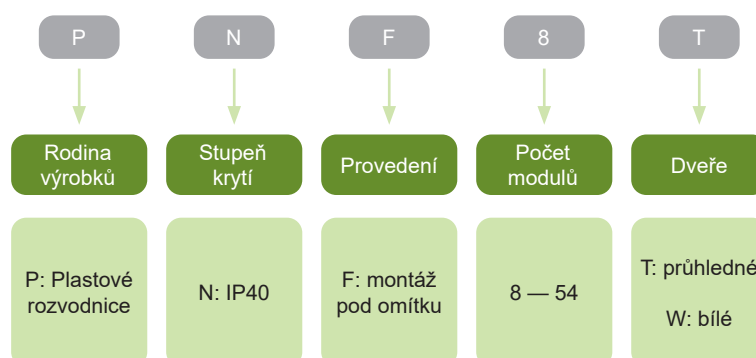 P
N
F
8
T
Rodina
výrobků
Stupeň
krytí
Provedení
Počet
modulů
Dveře
P: Plastové
rozvodnice
N: IP40
F: montáž
pod omítku
8 — 54
T: průhledné
W: bílé